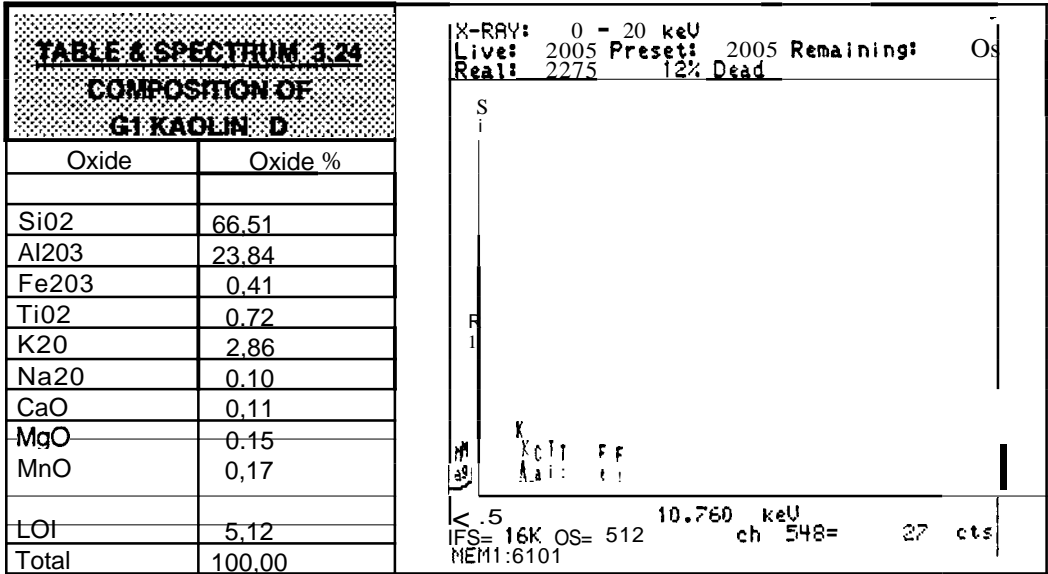 TABLE & SPECTRUM 3.24
COMPOSITION OF
G1 KAOLIN D
Oxide Oxide %
Si02 66,51
Al203 23,84
Fe203 0,41
Ti02 0.72
K20 2,86
Na20 0.10
CaO 0,11
MgO 0.15
MnO 0,17
LOI 5,12
Total 100,00
X-RAY: 0 - 20 keV
Live: 2005 Preset: 2005 Remaining: Os
Real: 2275 12% Dead
S
i
R
1
K
< .5 10.760 keV
FS= 16K OS= 512 ch 548= 27 cts
MEM1:6101